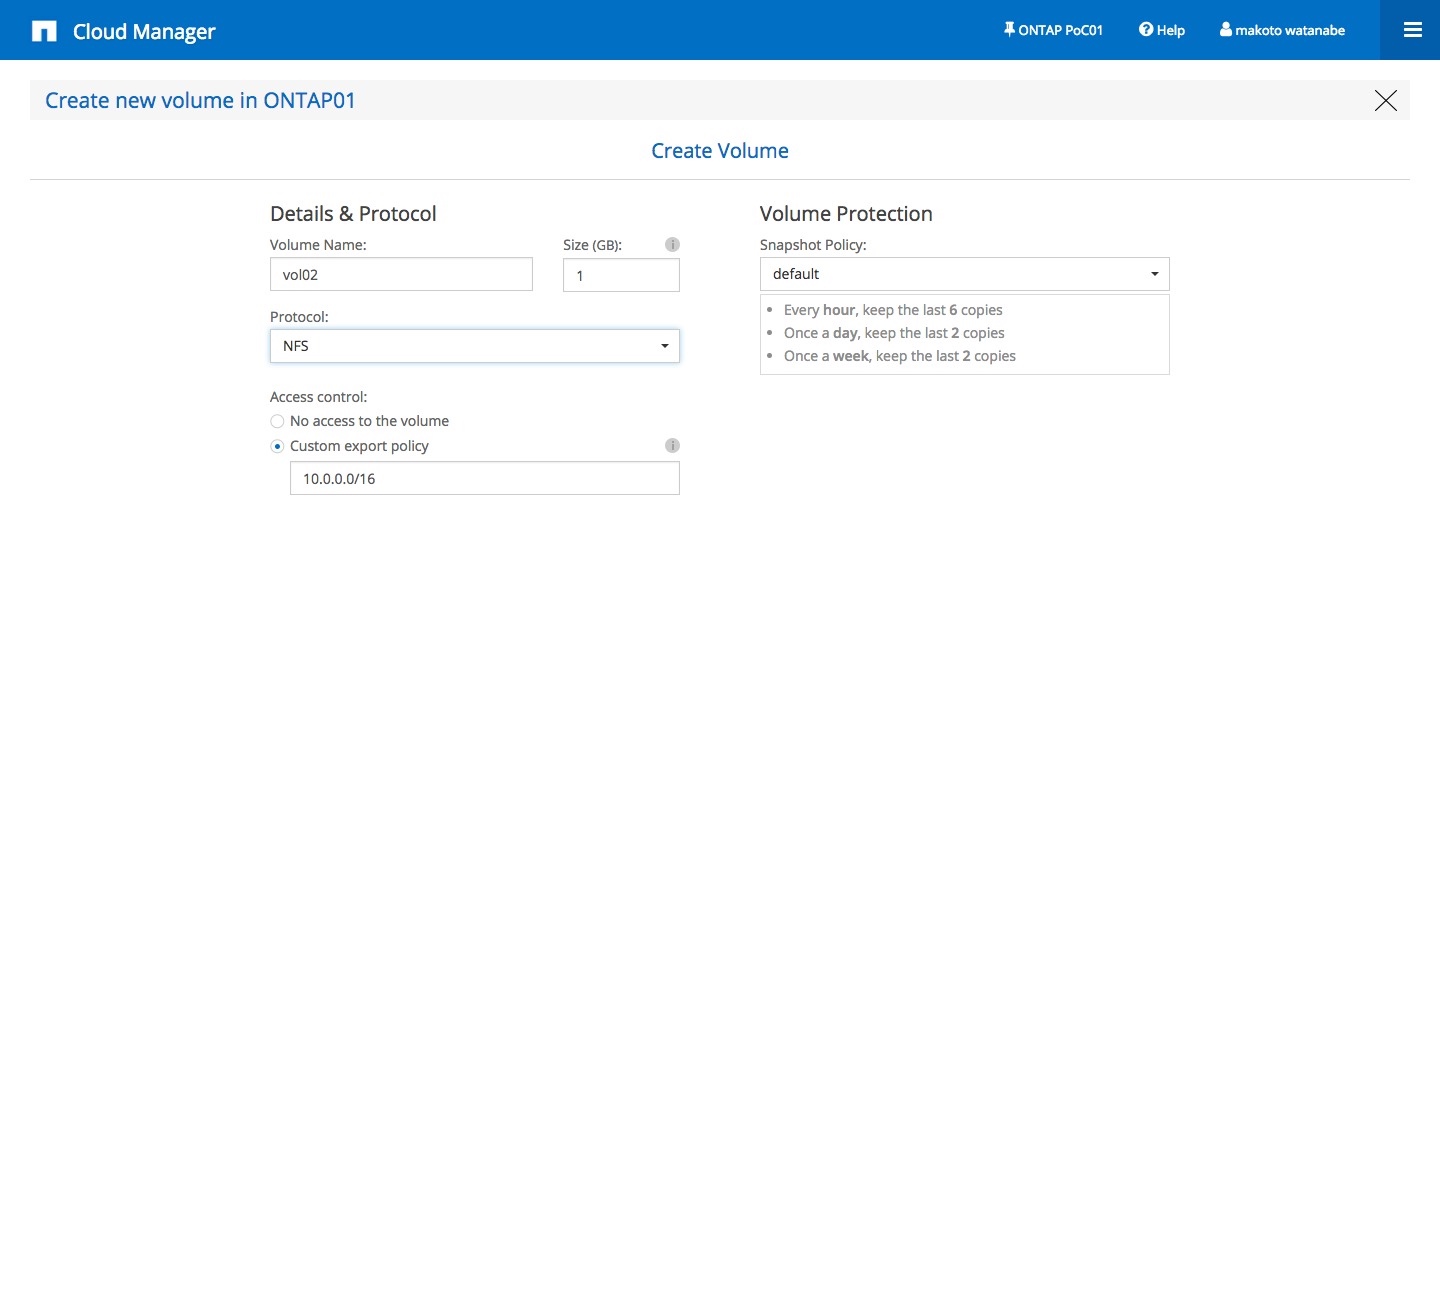 Cloud Manager
ONTAP PoC01
Help
makoto watanabe
Create new volume in ONTAP01
Create Volume
Details & Protocol
Volume Name:
Size (GB):
vol02
1
Protocol:
NFS
Access control:
No access to the volume
Custom export policy
10.0.0.0/16
Volume Protection
Snapshot Policy:
default
Every hour, keep the last 6 copies
Once a day, keep the last 2 copies
Once a week, keep the last 2 copies